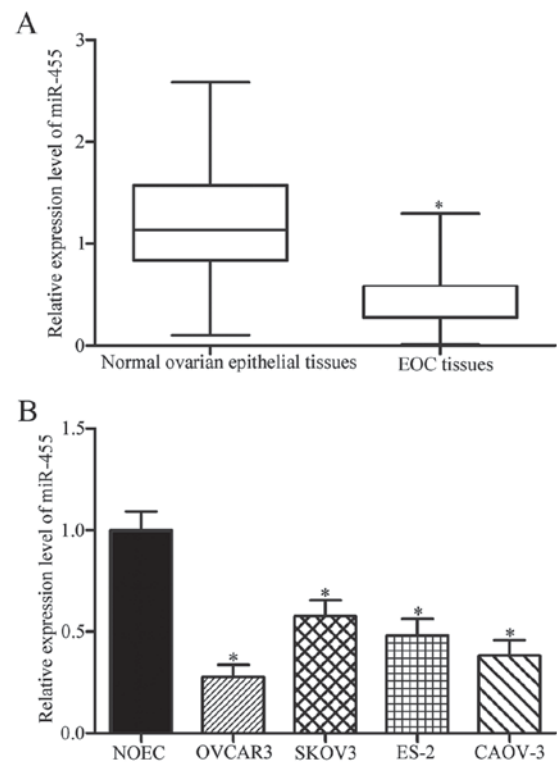 A
Relative expression level of miR-455
3
2
1
0
*
Normal ovarian epithelial tissues
EOC tissues
B
Relative expression level of miR-455
1.5
1.0
0.5
0.0
*
*
*
*
NOEC
OVCAR3
SKOV3
ES-2
CAOV-3